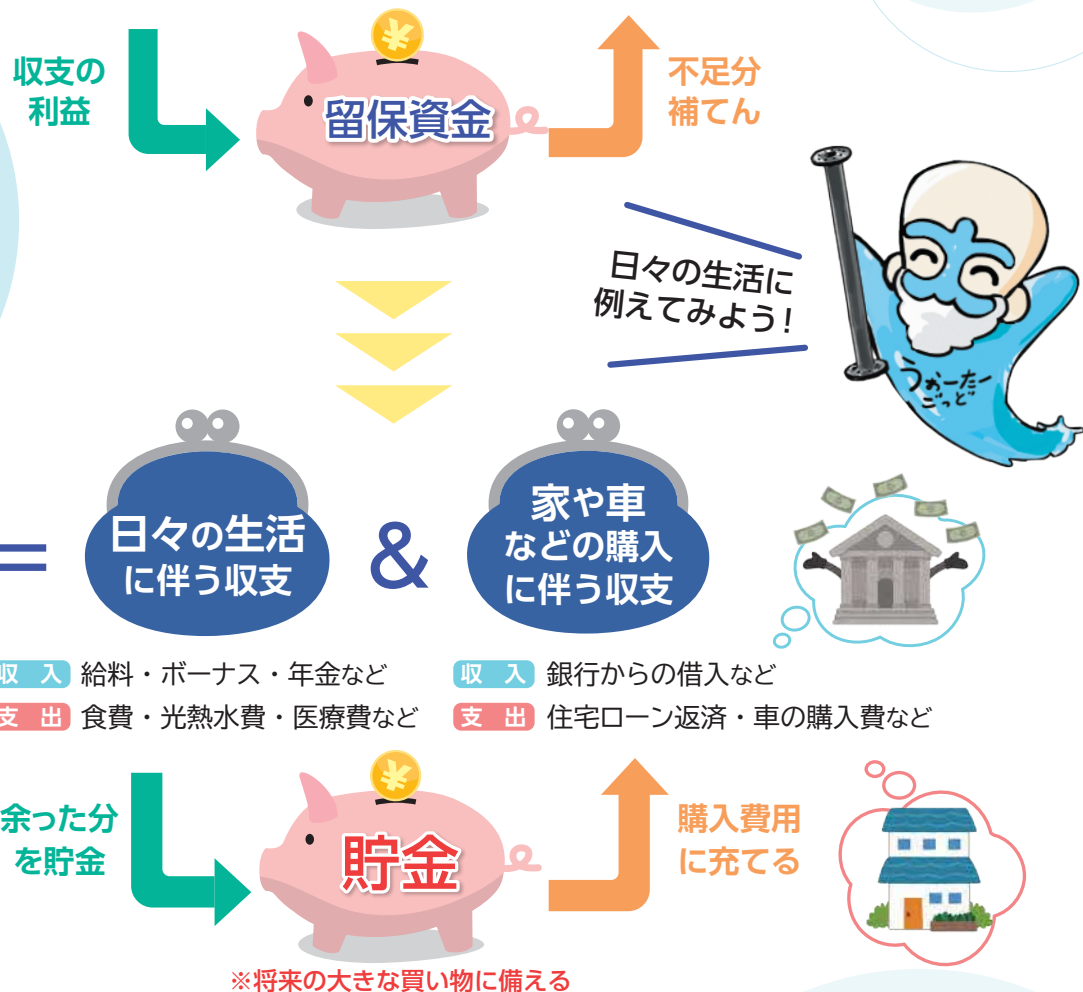 収支の
利益
留保資金
不足分
補てん
日々の生活に
例えてみよう！
うぉーたー
ごっど
=
日々の生活
に伴う収支
&
家や車
などの購入
に伴う収支
収 入 給料・ボーナス・年金など
支 出 食費・光熱水費・医療費など
収 入 銀行からの借入など
支 出 住宅ローン返済・車の購入費など
余った分
を貯金
貯金
購入費用
に充てる
※将来の大きな買い物に備える